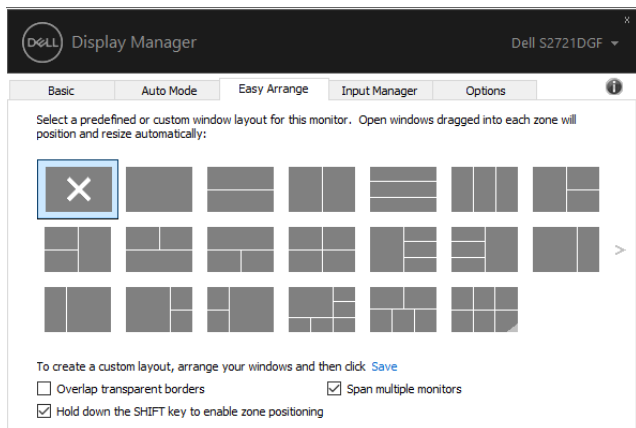 DELL Display Manager
x
Dell S2721DGF
Basic Auto Mode Easy Arrange Input Manager Options
Select a predefined or custom window layout for this monitor. Open windows dragged into each zone will
position and resize automatically:
To create a custom layout, arrange your windows and then click Save
Overlap transparent borders Span multiple monitors
Hold down the SHIFT key to enable zone positioning